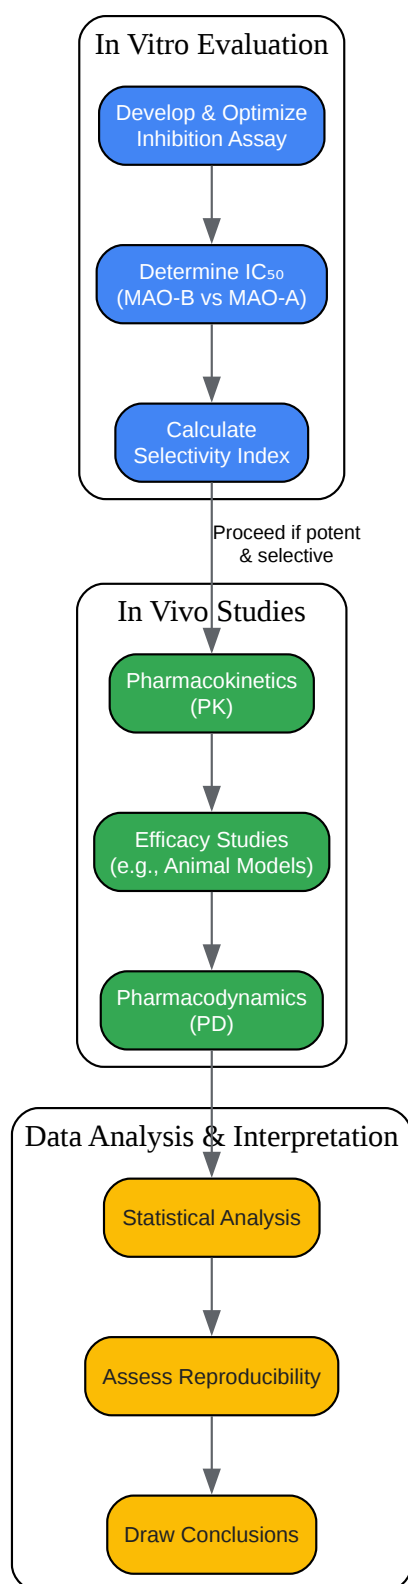 In Vitro Evaluation
Develop & Optimize
Inhibition Assay
Determine IC₅₀
(MAO-B vs MAO-A)
Calculate
Selectivity Index
Proceed if potent
& selective
In Vivo Studies
Pharmacokinetics
(PK)
Efficacy Studies
(e.g., Animal Models)
Pharmacodynamics
(PD)
Data Analysis & Interpretation
Statistical Analysis
Assess Reproducibility
Draw Conclusions